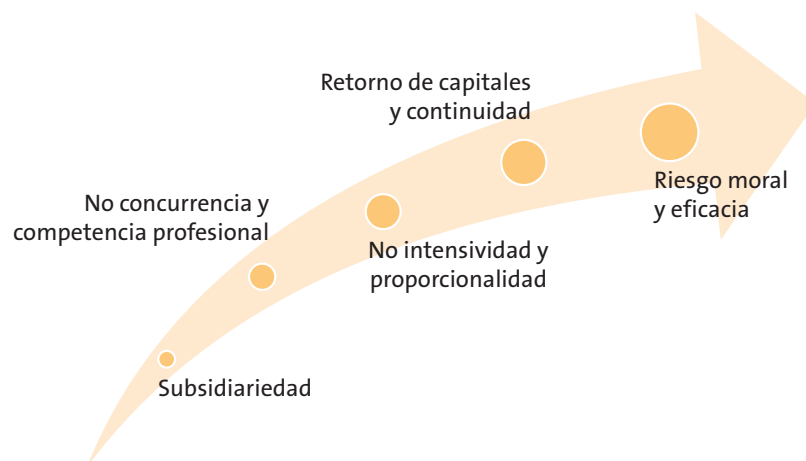 Retorno de capitales
y continuidad
Riesgo moral
y eficacia
No concurrencia y
competencia profesional
No intensividad y
proporcionalidad
Subsidiariedad